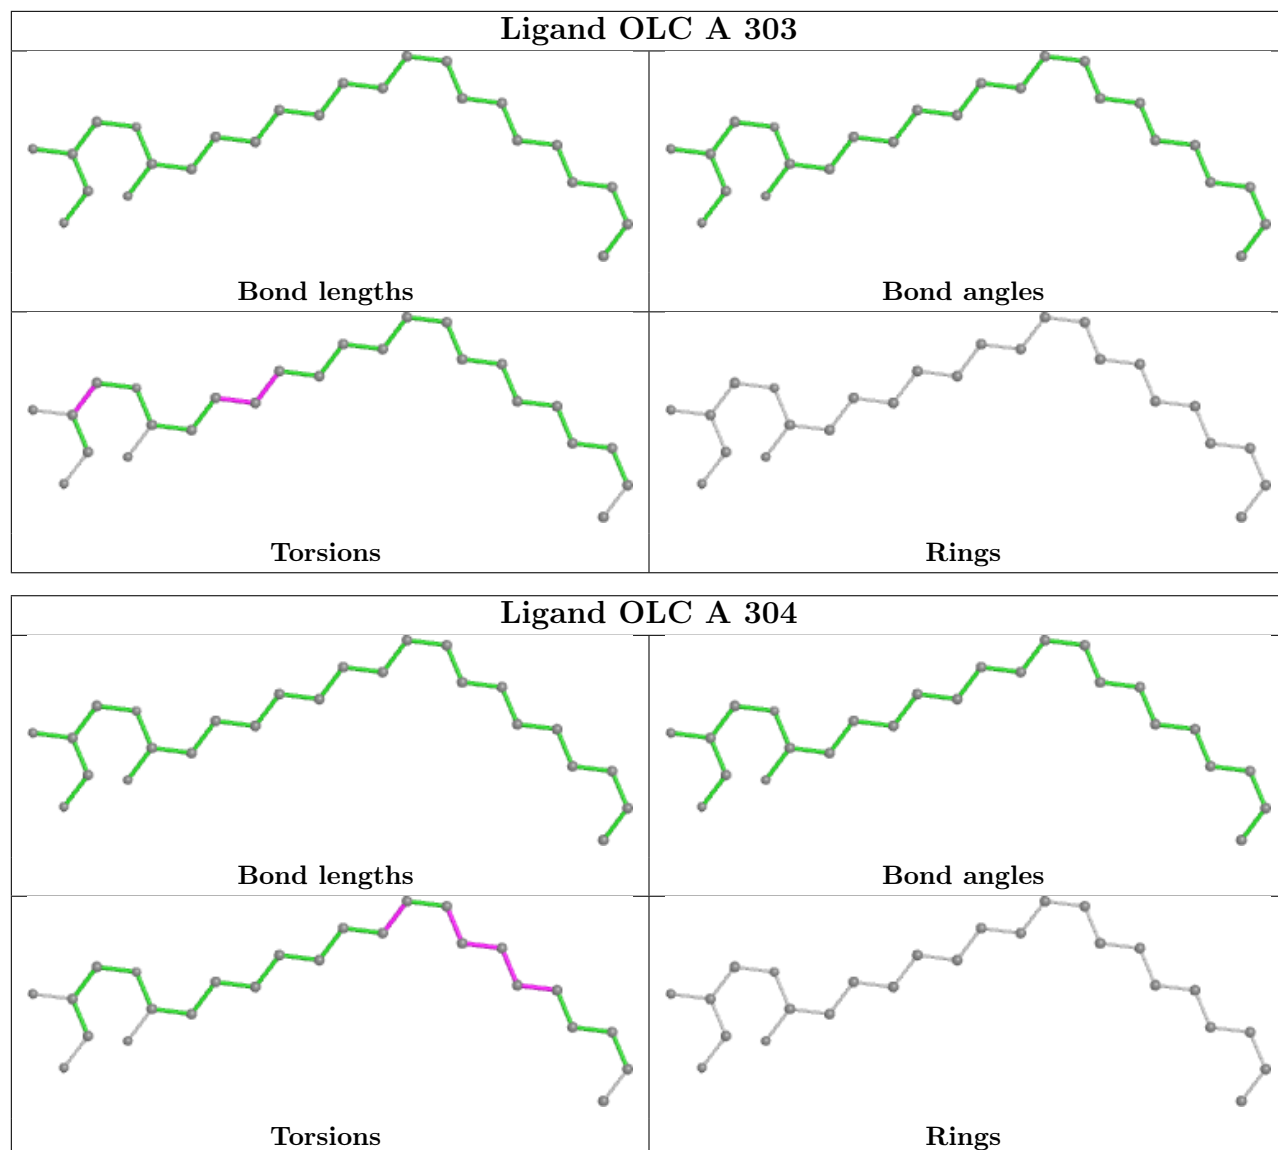 Ligand OLC A 303
Bond lengths
Bond angles
Torsions
Rings
Ligand OLC A 304
Bond lengths
Bond angles
Torsions
Rings